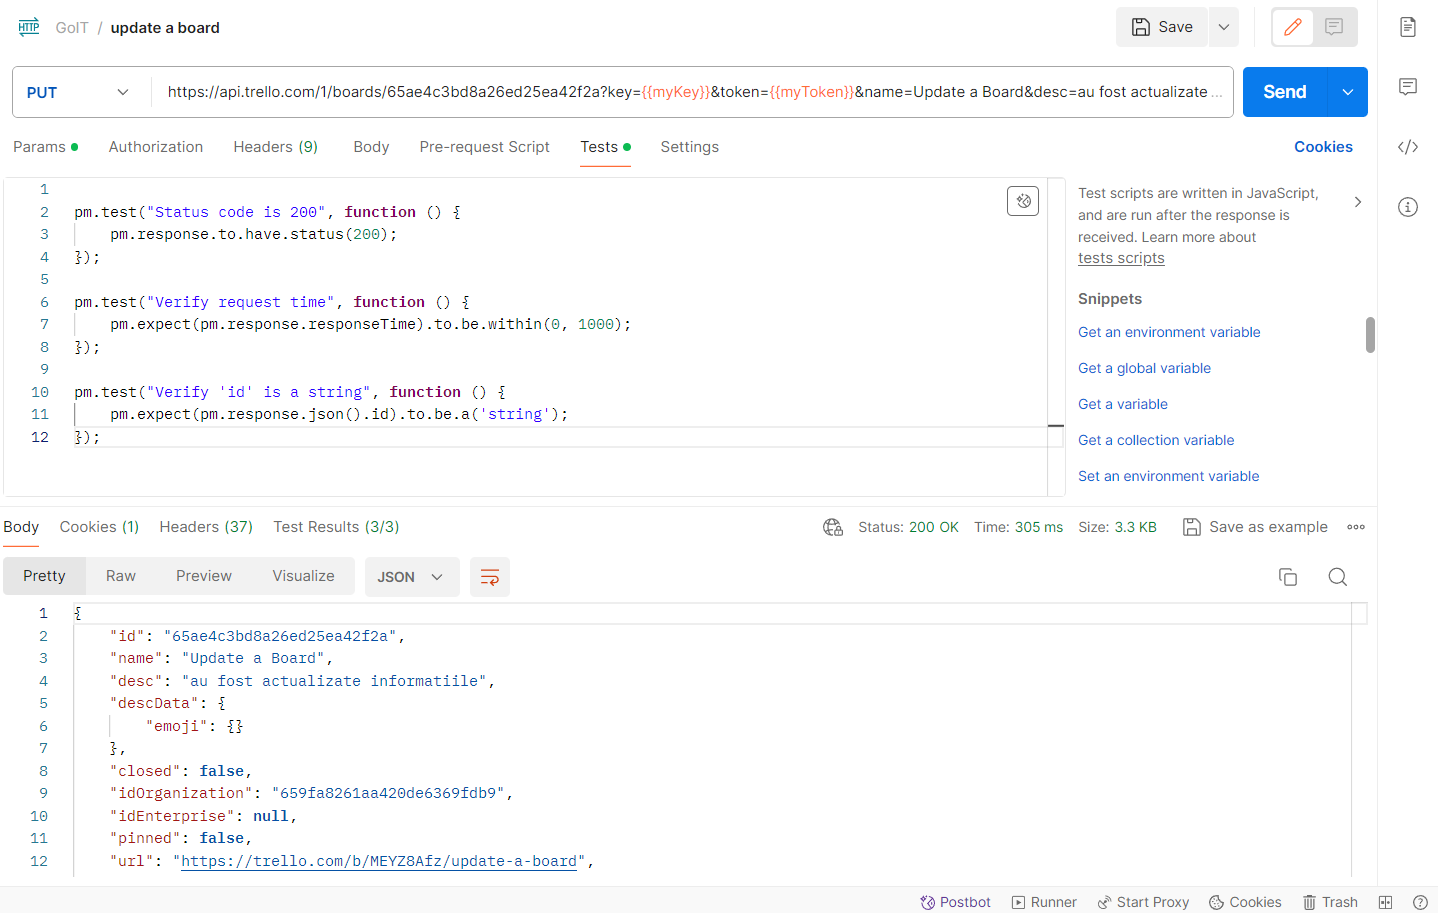 HTTP GoIT / update a board Save
PUT https://api.trello.com/1/boards/65ae4c3bd8a26ed25ea42f2a?key={{myKey}}&token={{myToken}}&name=Update a Board&desc=au fost actualizate ... Send
Params Authorization Headers (9) Body Pre-request Script Tests Settings Cookies
1
2 pm.test("Status code is 200", function () {
3 pm.response.to.have.status(200);
4 });
5
6 pm.test("Verify request time", function () {
7 pm.expect(pm.response.responseTime).to.be.within(0, 1000);
8 });
9
10 pm.test("Verify 'id' is a string", function () {
11 pm.expect(pm.response.json().id).to.be.a('string');
12 });
Test scripts are written in JavaScript,
and are run after the response is
received. Learn more about
tests scripts
Snippets
Get an environment variable
Get a global variable
Get a variable
Get a collection variable
Set an environment variable
Body Cookies (1) Headers (37) Test Results (3/3) Status: 200 OK Time: 305 ms Size: 3.3 KB Save as example
Pretty Raw Preview Visualize JSON
1 {
2 "id": "65ae4c3bd8a26ed25ea42f2a",
3 "name": "Update a Board",
4 "desc": "au fost actualizate informatiile",
5 "descData": {
6 "emoji": {}
7 },
8 "closed": false,
9 "idOrganization": "659fa8261aa420de6369fdb9",
10 "idEnterprise": null,
11 "pinned": false,
12 "url": "https://trello.com/b/MEYZ8Afz/update-a-board",
Postbot Runner Start Proxy Cookies Trash